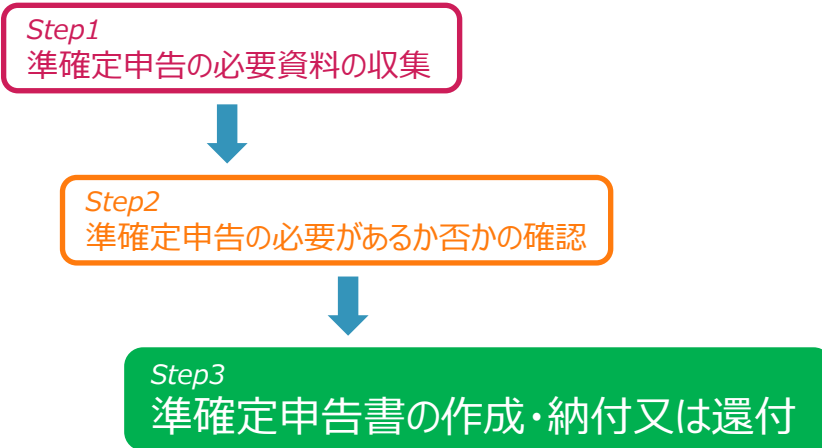 Step1
準確定申告の必要資料の収集
Step2
準確定申告の必要があるか否かの確認
Step3
準確定申告書の作成・納付又は還付